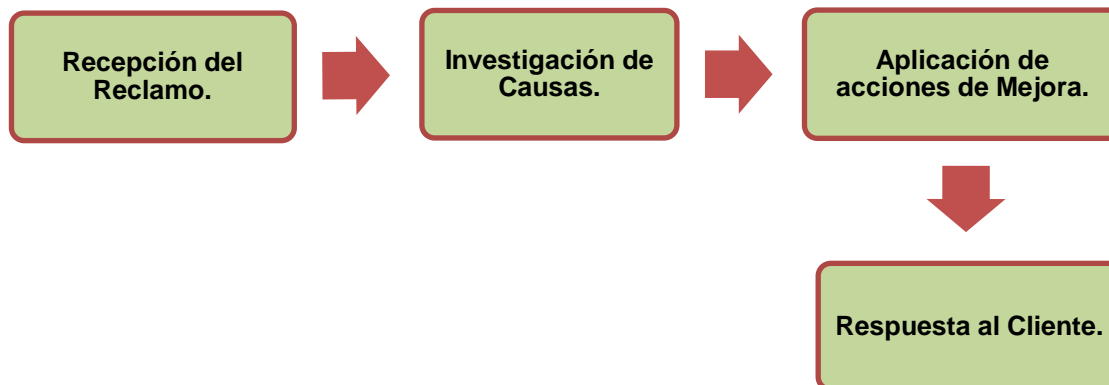 Recepción del
Reclamo.
Investigación de
Causas.
Aplicación de
acciones de Mejora.
Respuesta al Cliente.